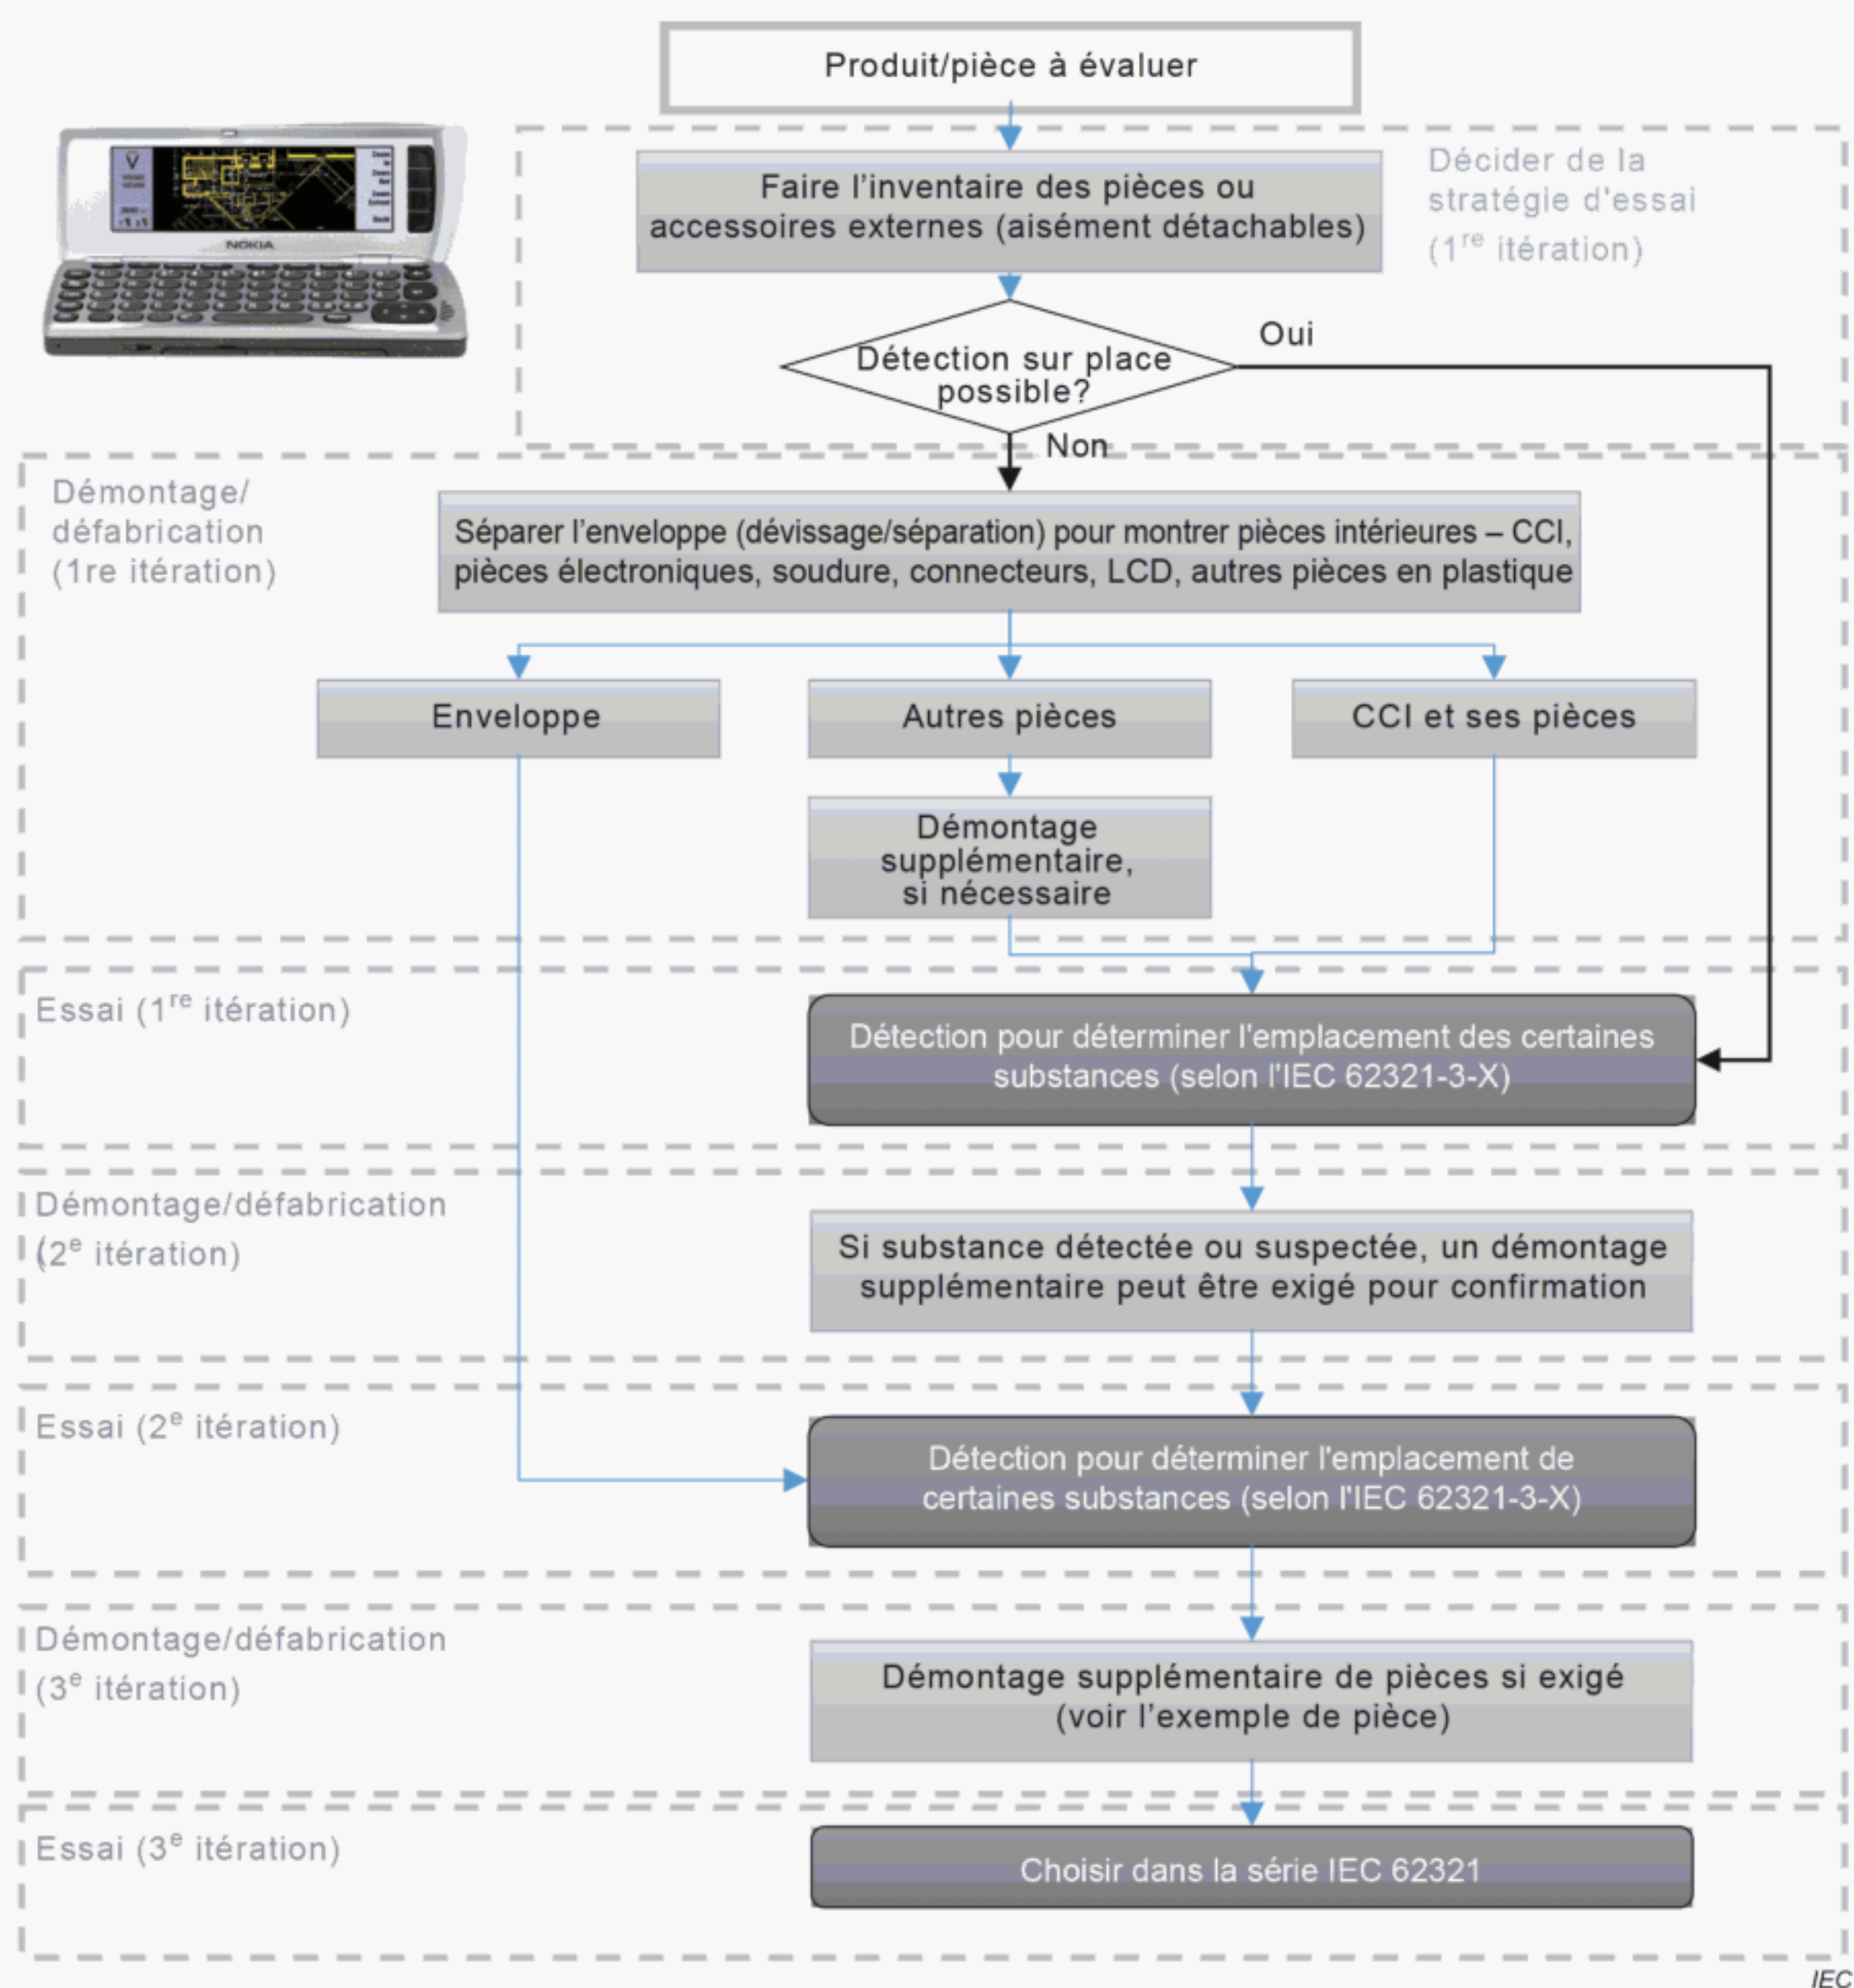 Produit/pièce à évaluer
Faire l'inventaire des pièces ou
accessoires externes (aisément détachables)
Décider de la
stratégie d'essai
(1re itération)
NOKIA
Détection sur place
possible?
Oui
Non
Démontage/
défabrication
(1re itération)
Séparer l'enveloppe (dévissage/séparation) pour montrer pièces intérieures – CCI,
pièces électroniques, soudure, connecteurs, LCD, autres pièces en plastique
Enveloppe
Autres pièces
CCI et ses pièces
Démontage
supplémentaire,
si nécessaire
Essai (1re itération)
Détection pour déterminer l'emplacement des certaines
substances (selon l'IEC 62321-3-X)
Démontage/défabrication
(2e itération)
Si substance détectée ou suspectée, un démontage
supplémentaire peut être exigé pour confirmation
Essai (2e itération)
Détection pour déterminer l'emplacement de
certaines substances (selon l'IEC 62321-3-X)
Démontage/défabrication
(3e itération)
Démontage supplémentaire de pièces si exigé
(voir l'exemple de pièce)
Essai (3e itération)
Choisir dans la série IEC 62321
IEC